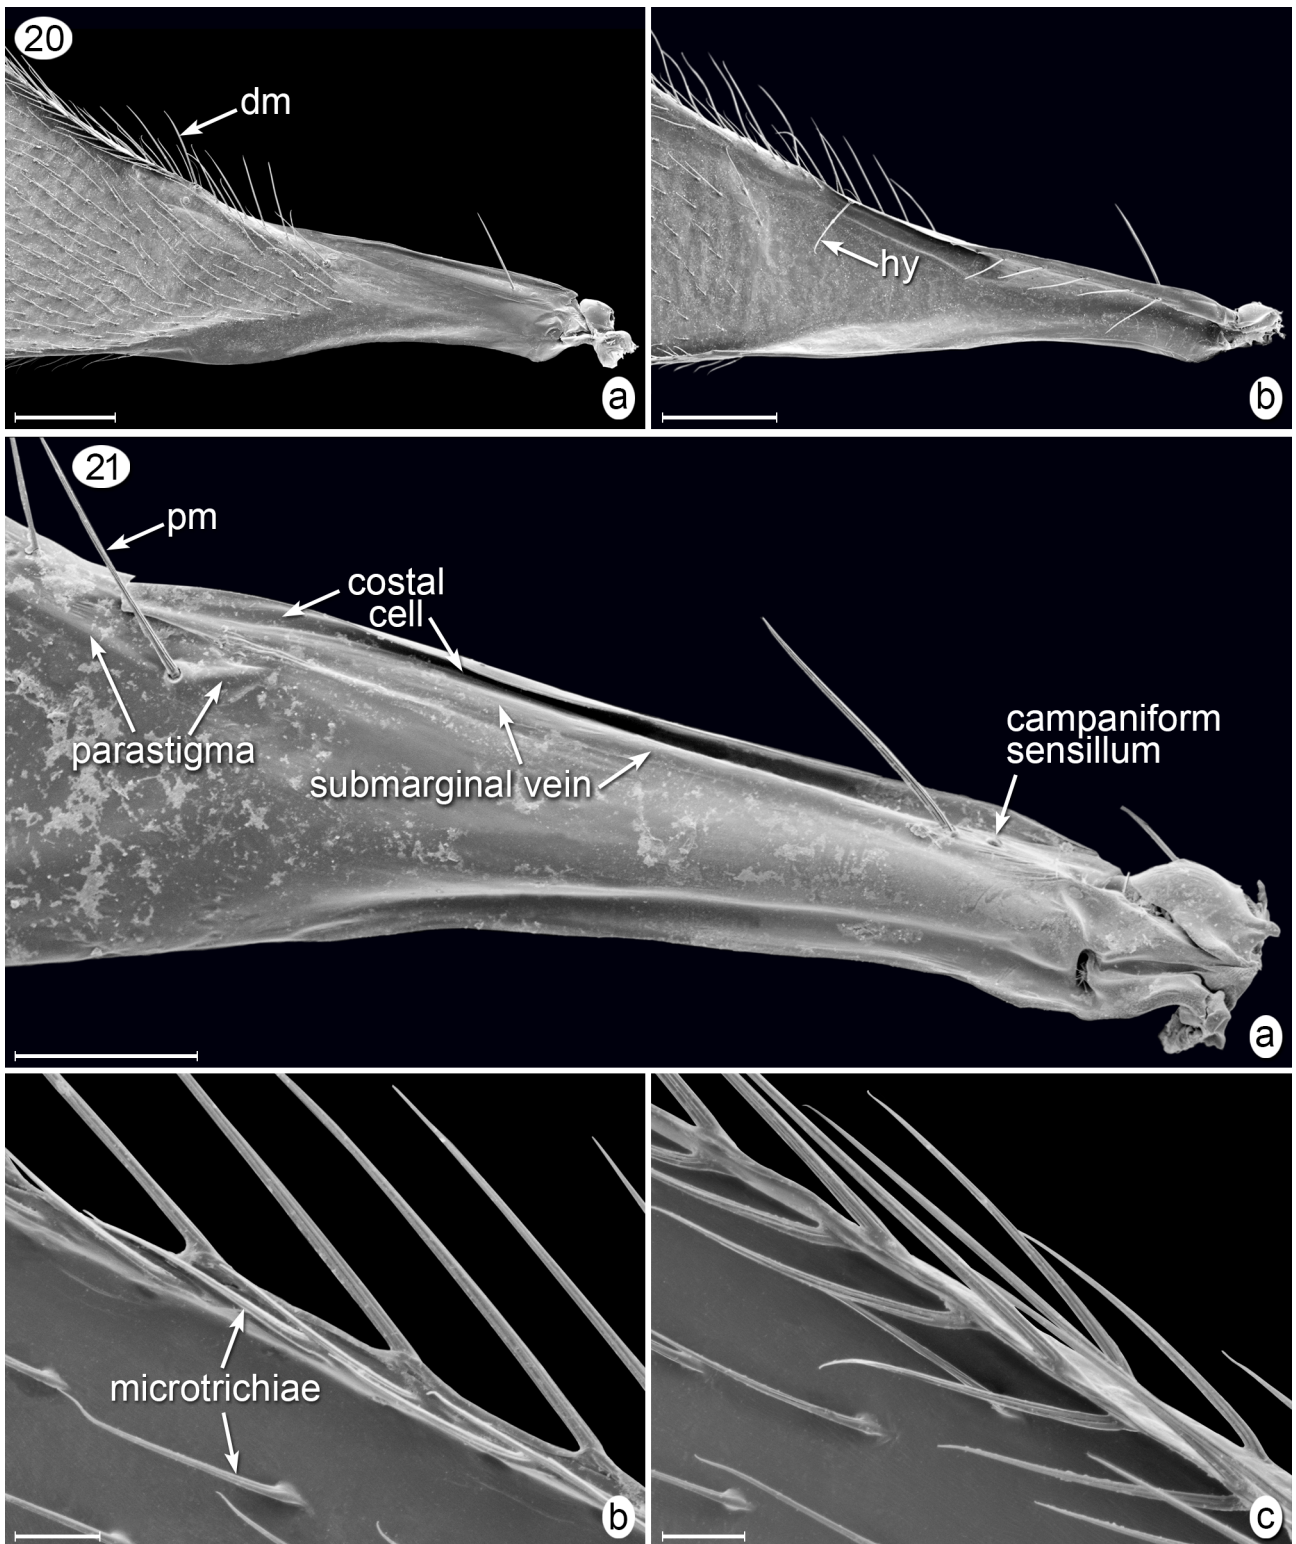 20
dm
a
hy
b
21
pm
costal
cell
parastigma
submarginal vein
campaniform
sensillum
a
microtrichiae
b
c